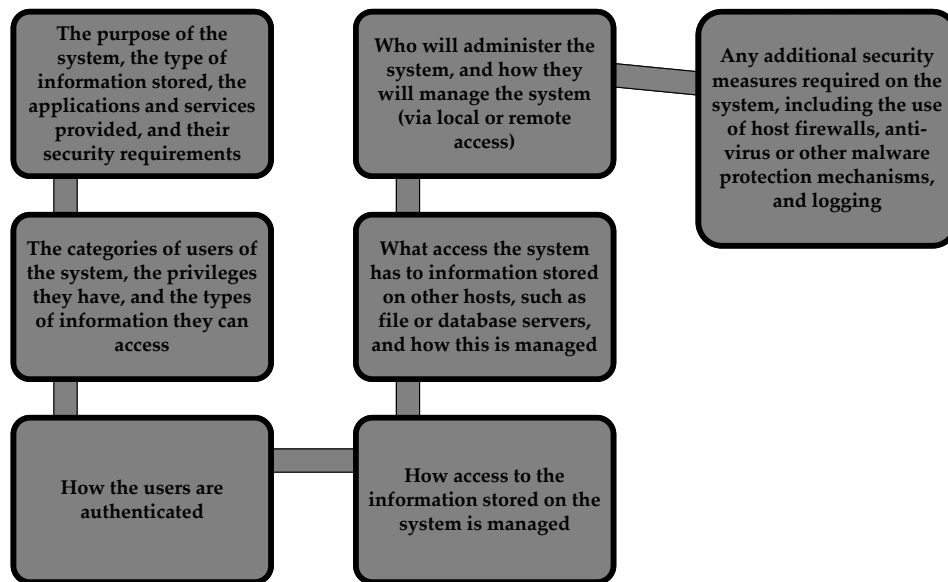 The purpose of the
system, the type of
information stored, the
applications and services
provided, and their
security requirements
The categories of users of
the system, the privileges
they have, and the types
of information they can
access
How the users are
authenticated
How access to the
information stored on the
system is managed
What access the system
has to information stored
on other hosts, such as
file or database servers,
and how this is managed
Who will administer the
system, and how they
will manage the system
(via local or remote
access)
Any additional security
measures required on the
system, including the use
of host firewalls, anti-
virus or other malware
protection mechanisms,
and logging